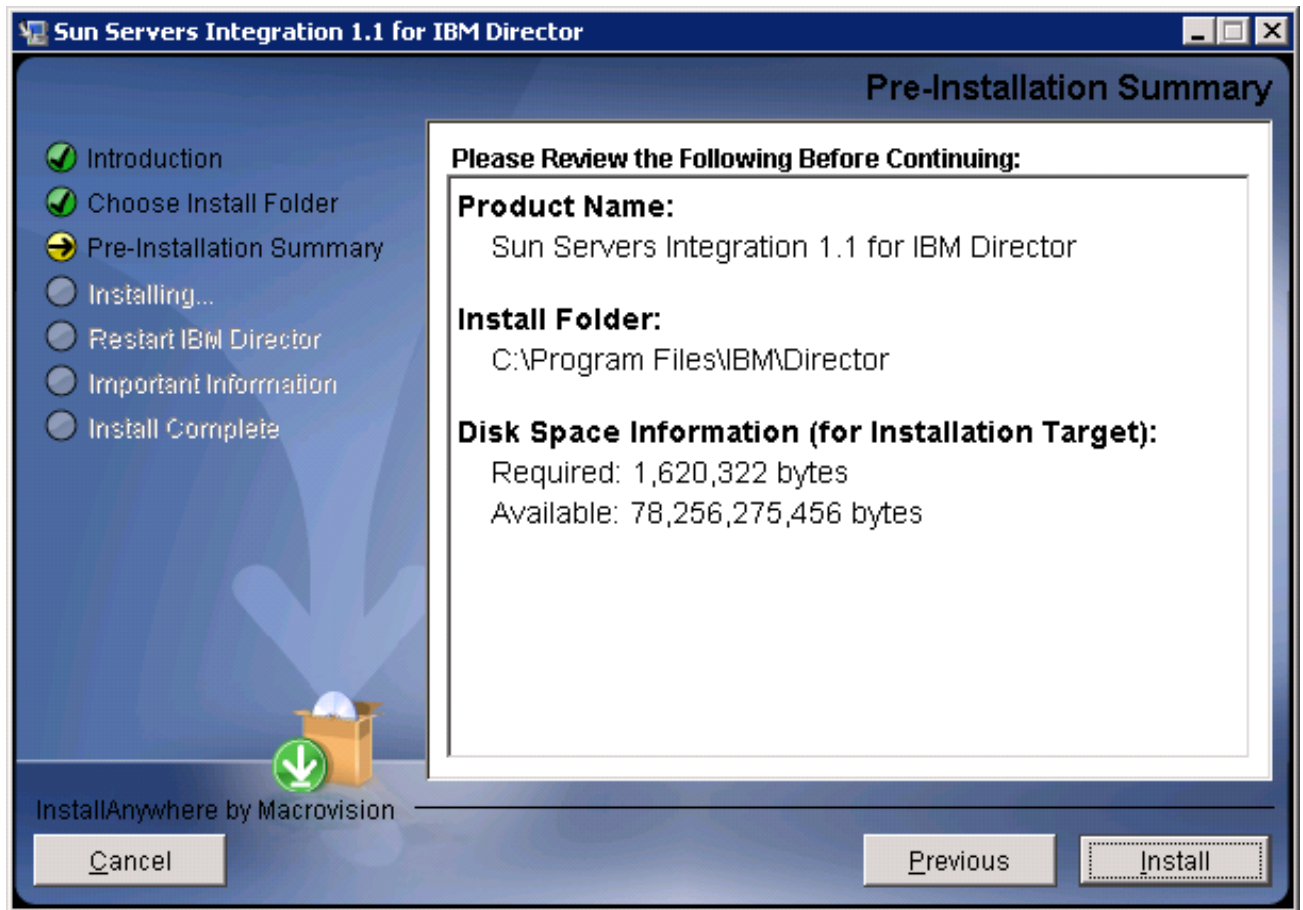 Sun Servers Integration 1.1 for IBM Director
Pre-Installation Summary
Introduction
Choose Install Folder
Pre-Installation Summary
Installing...
Restart IBM Director
Important Information
Install Complete
Please Review the Following Before Continuing:
Product Name:
Sun Servers Integration 1.1 for IBM Director
Install Folder:
C:\Program Files\IBM\Director
Disk Space Information (for Installation Target):
Required: 1,620,322 bytes
Available: 78,256,275,456 bytes
InstallAnywhere by Macrovision
Cancel
Previous
Install